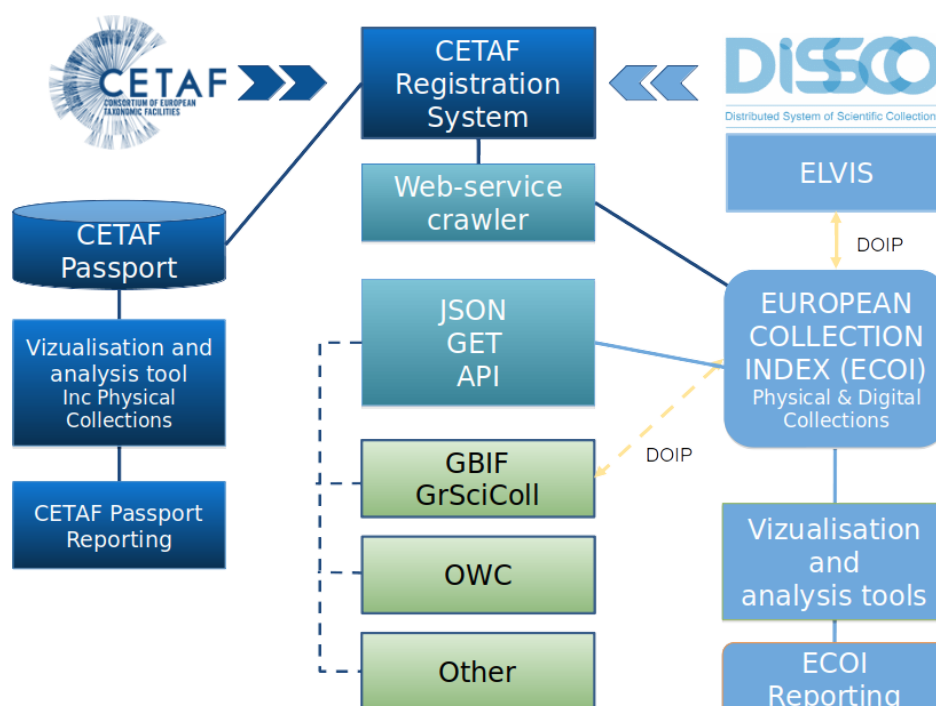 CETAF
CONSORTIUM OF EUROPEAN
TAXONOMIC FACILITIES
CETAF
Registration
System
DISSCO
Distributed System of Scientific Collections
Web-service
crawler
ELVIS
DOIP
CETAF
Passport
Vizualisation and
analysis tool
Inc Physical
Collections
CETAF Passport
Reporting
JSON
GET
API
EUROPEAN
COLLECTION
INDEX (ECOI)
Physical & Digital
Collections
DOIP
GBIF
GrSciColl
OWC
Other
Vizualisation
and
analysis tools
ECOI
Reporting